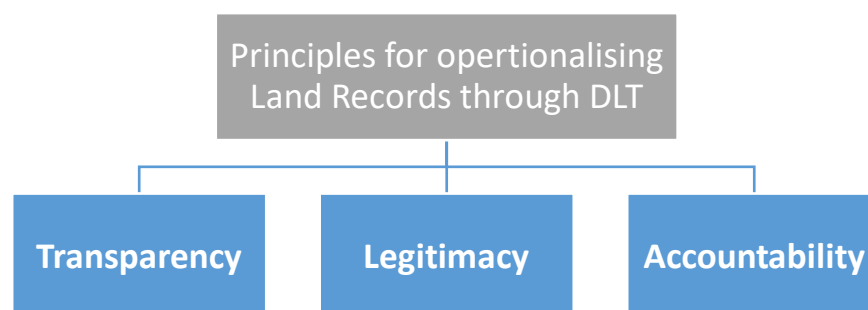 Principles for opertionalising
Land Records through DLT
Transparency
Legitimacy
Accountability